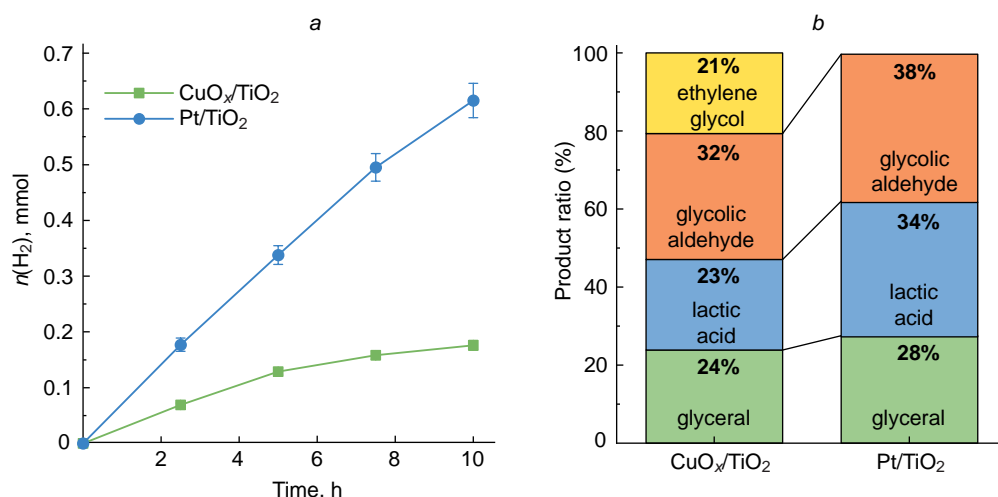 a
0.7
0.6
0.5
0.4
0.3
0.2
0.1
0
n(H2), mmol
CuOx/TiO2
Pt/TiO2
2
4
6
8
10
Time, h
b
100
80
60
40
20
0
Product ratio (%)
21%
ethylene
glycol
32%
glycolic
aldehyde
23%
lactic
acid
24%
glyceral
38%
glycolic
aldehyde
34%
lactic
acid
28%
glyceral
CuOx/TiO2
Pt/TiO2